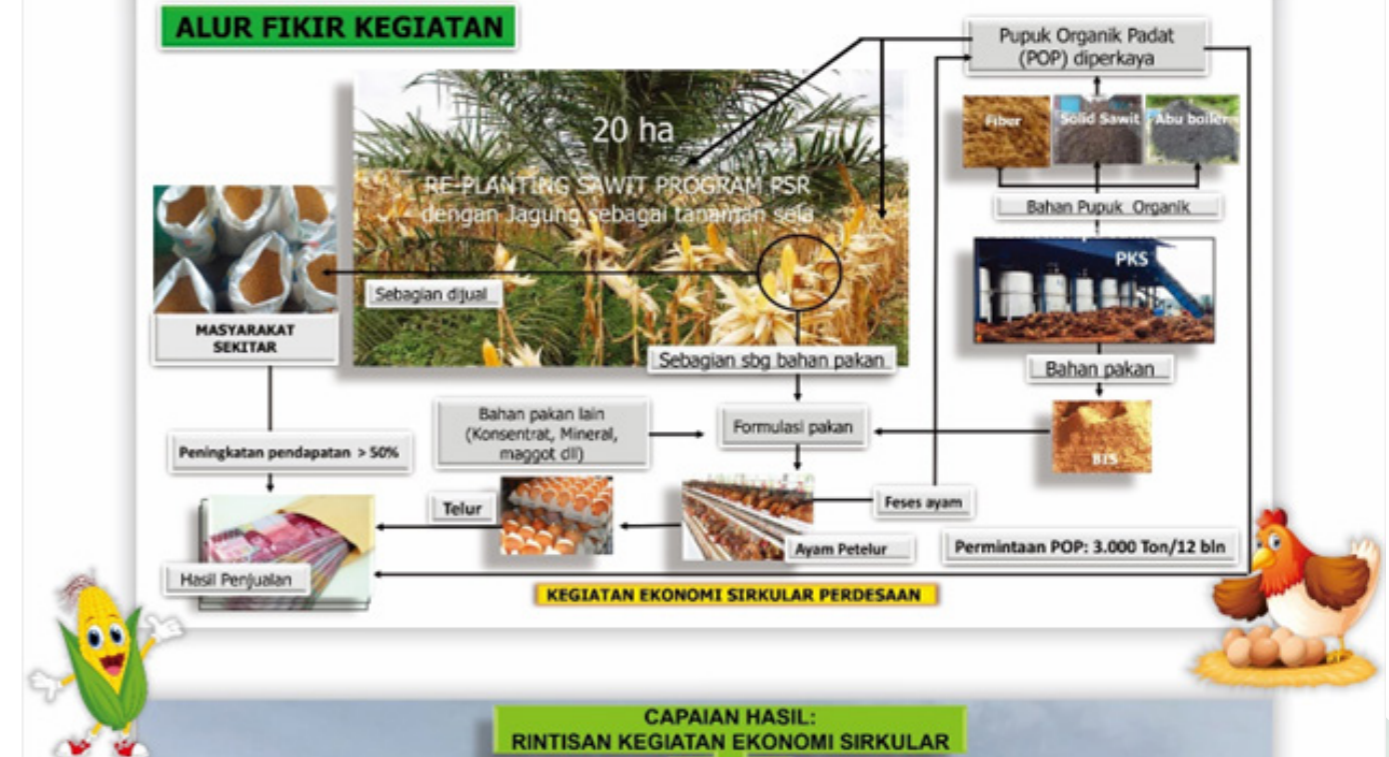 ALUR FIKIR KEGIATAN
Pupuk Organik Padat
(POP) diperkaya
20 ha
RE-PLANTING SAWIT PROGRAM PSR
dengan Jagung sebagai tanaman sela
Fiber
Solid Sawit
Abu boiler
Bahan Pupuk Organik
PKS
Sebagian dijual
MASYARAKAT
SEKITAR
Sebagian sbg bahan pakan
Bahan pakan
Bahan pakan lain
(Konsentrat, Mineral,
maggot dll)
Formulasi pakan
BIS
Peningkatan pendapatan > 50%
Telur
Feses ayam
Ayam Petelur
Permintaan POP: 3.000 Ton/12 bln
Hasil Penjualan
KEGIATAN EKONOMI SIRKULAR PERDESAAN
CAPAIAN HASIL:
RINTISAN KEGIATAN EKONOMI SIRKULAR